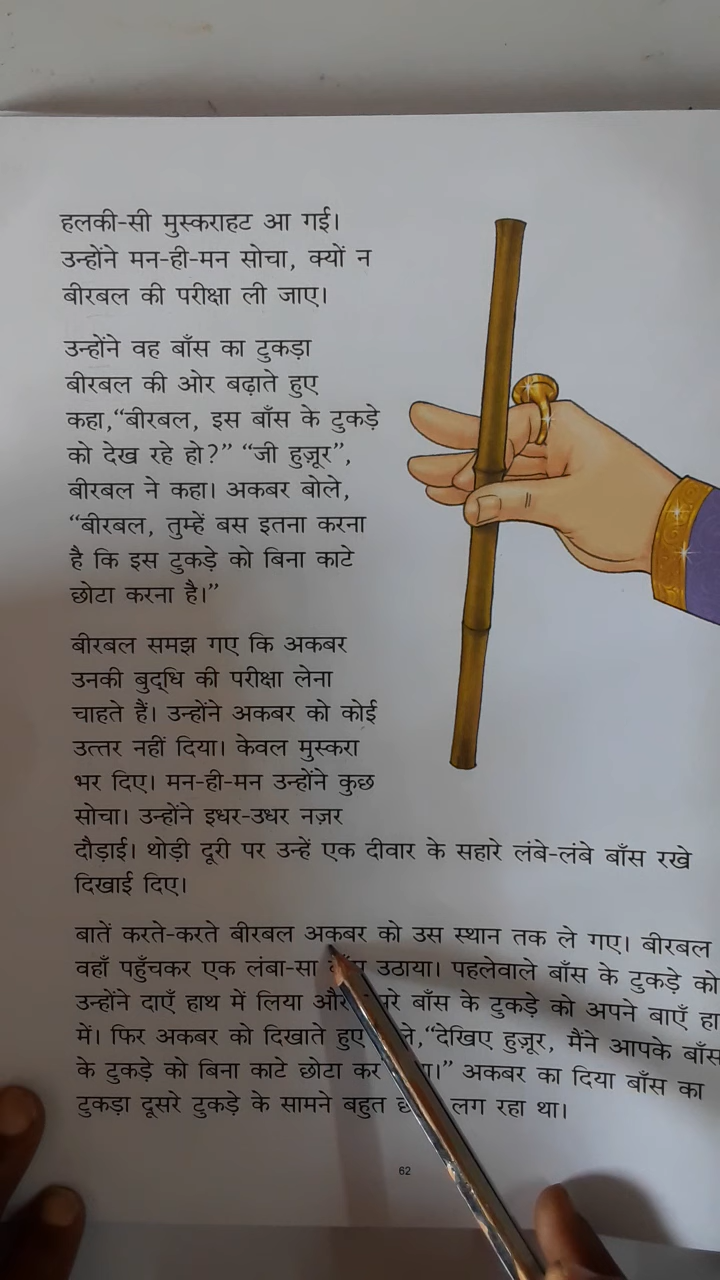 हलकी-सी मुस्कराहट आ गई।
उन्होंने मन-ही-मन सोचा, क्यों न
बीरबल की परीक्षा ली जाए।
उन्होंने वह बाँस का टुकड़ा
बीरबल की ओर बढ़ाते हुए
कहा,“बीरबल, इस बाँस के टुकड़े
को देख रहे हो?” “जी हुज़ूर”,
बीरबल ने कहा। अकबर बोले,
“बीरबल, तुम्हें बस इतना करना
है कि इस टुकड़े को बिना काटे
छोटा करना है।”
बीरबल समझ गए कि अकबर
उनकी बुद्धि की परीक्षा लेना
चाहते हैं। उन्होंने अकबर को कोई
उत्तर नहीं दिया। केवल मुस्करा
भर दिए। मन-ही-मन उन्होंने कुछ
सोचा। उन्होंने इधर-उधर नज़र
दौड़ाई। थोड़ी दूरी पर उन्हें एक दीवार के सहारे लंबे-लंबे बाँस रखे
दिखाई दिए।
बातें करते-करते बीरबल अकबर को उस स्थान तक ले गए। बीरबल
वहाँ पहुँचकर एक लंबा-सा उठाया। पहलेवाले बाँस के टुकड़े को
उन्होंने दाएँ हाथ में लिया और बाँस के टुकड़े को अपने बाएँ
में। फिर अकबर को दिखाते हुए “देखिए हुज़ूर, मैंने आपके बाँस
के टुकड़े को बिना काटे छोटा कर अकबर का दिया बाँस का
टुकड़ा दूसरे टुकड़े के सामने बहुत लग रहा था।
62